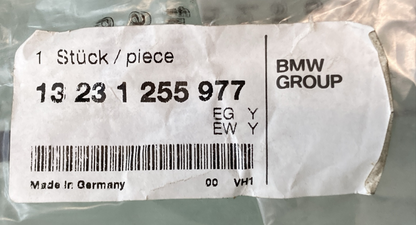 1 Stück / piece
13 23 1 255 977
EG Y
EW Y
Made in Germany 00 VH1
BMW
GROUP